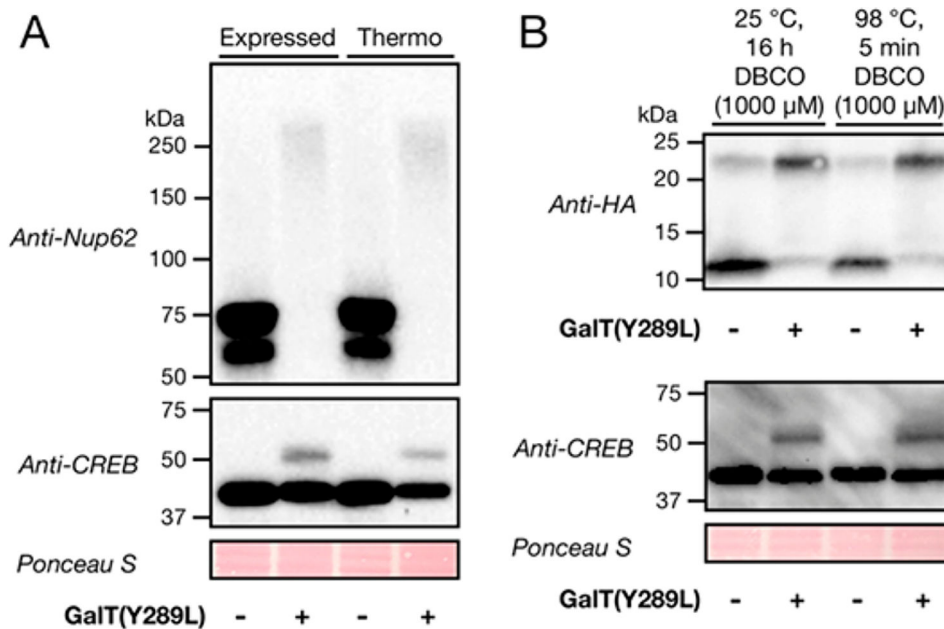 A
Expressed Thermo
kDa
250
150
Anti-Nup62
100
75
50
75
Anti-CREB
50
37
Ponceau S
GalT(Y289L) - + - +
B
25 °C, 98 °C,
16 h 5 min
DBCO DBCO
(1000 µM) (1000 µM)
kDa
25
20
Anti-HA
15
10
GalT(Y289L) - + - +
75
Anti-CREB
50
37
Ponceau S
GalT(Y289L) - + - +